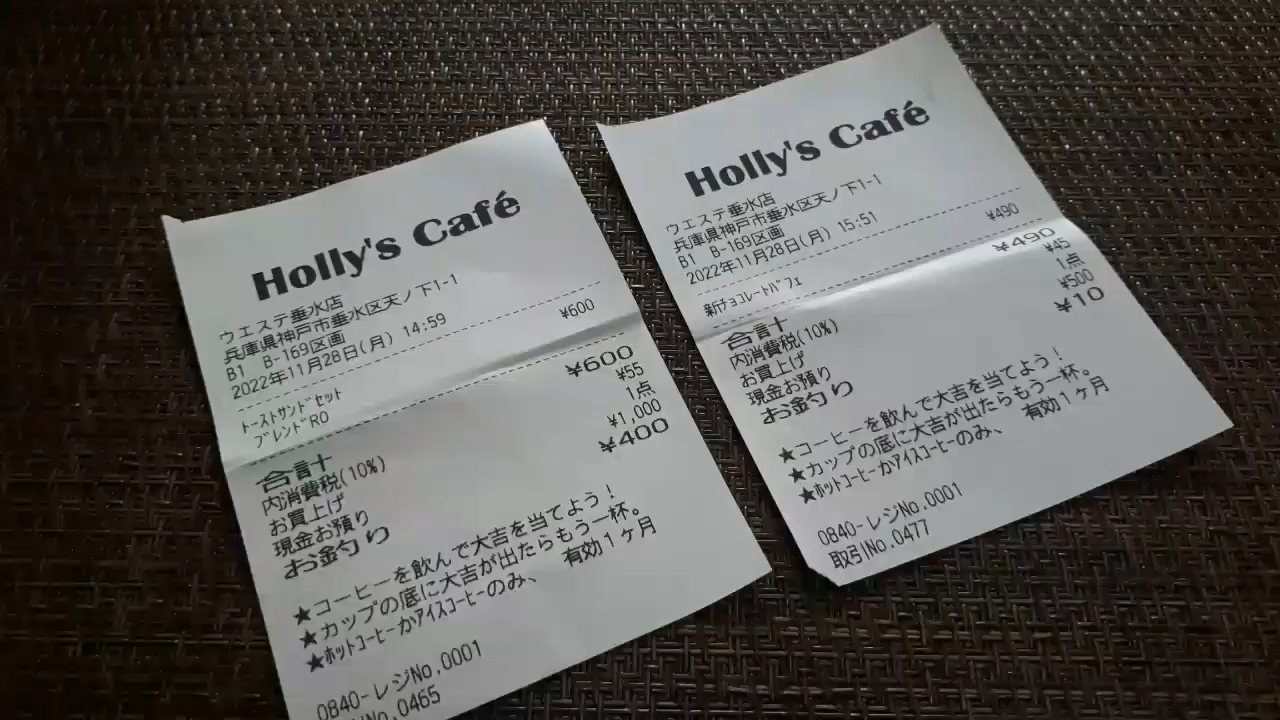 Holly's Café
ウエステ垂水店
兵庫県神戸市垂水区天ノ下1-1
B1 B-169区画
2022年11月28日(月) 14:59
トーストサンドセット ¥600
ブレンドRO
合計 ¥600
内消費税(10%) ¥55
お買上げ 1点
現金お預り ¥1,000
お釣り ¥400
★コーヒーを飲んで大吉を当てよう!
★カップの底に大吉が出たらもう一杯。
★ホットコーヒーかアイスコーヒーのみ、 有効1ヶ月
0840-レジNo.0001
No.0465
Holly's Café
ウエステ垂水店
兵庫県神戸市垂水区天ノ下1-1
B1 B-169区画
2022年11月28日(月) 15:51
新チョコレートパフェ ¥490
合計 ¥490
内消費税(10%) ¥45
お買上げ 1点
現金お預り ¥500
お釣り ¥10
★コーヒーを飲んで大吉を当てよう!
★カップの底に大吉が出たらもう一杯。
★ホットコーヒーかアイスコーヒーのみ、 有効1ヶ月
0840-レジNo.0001
取引No.0477